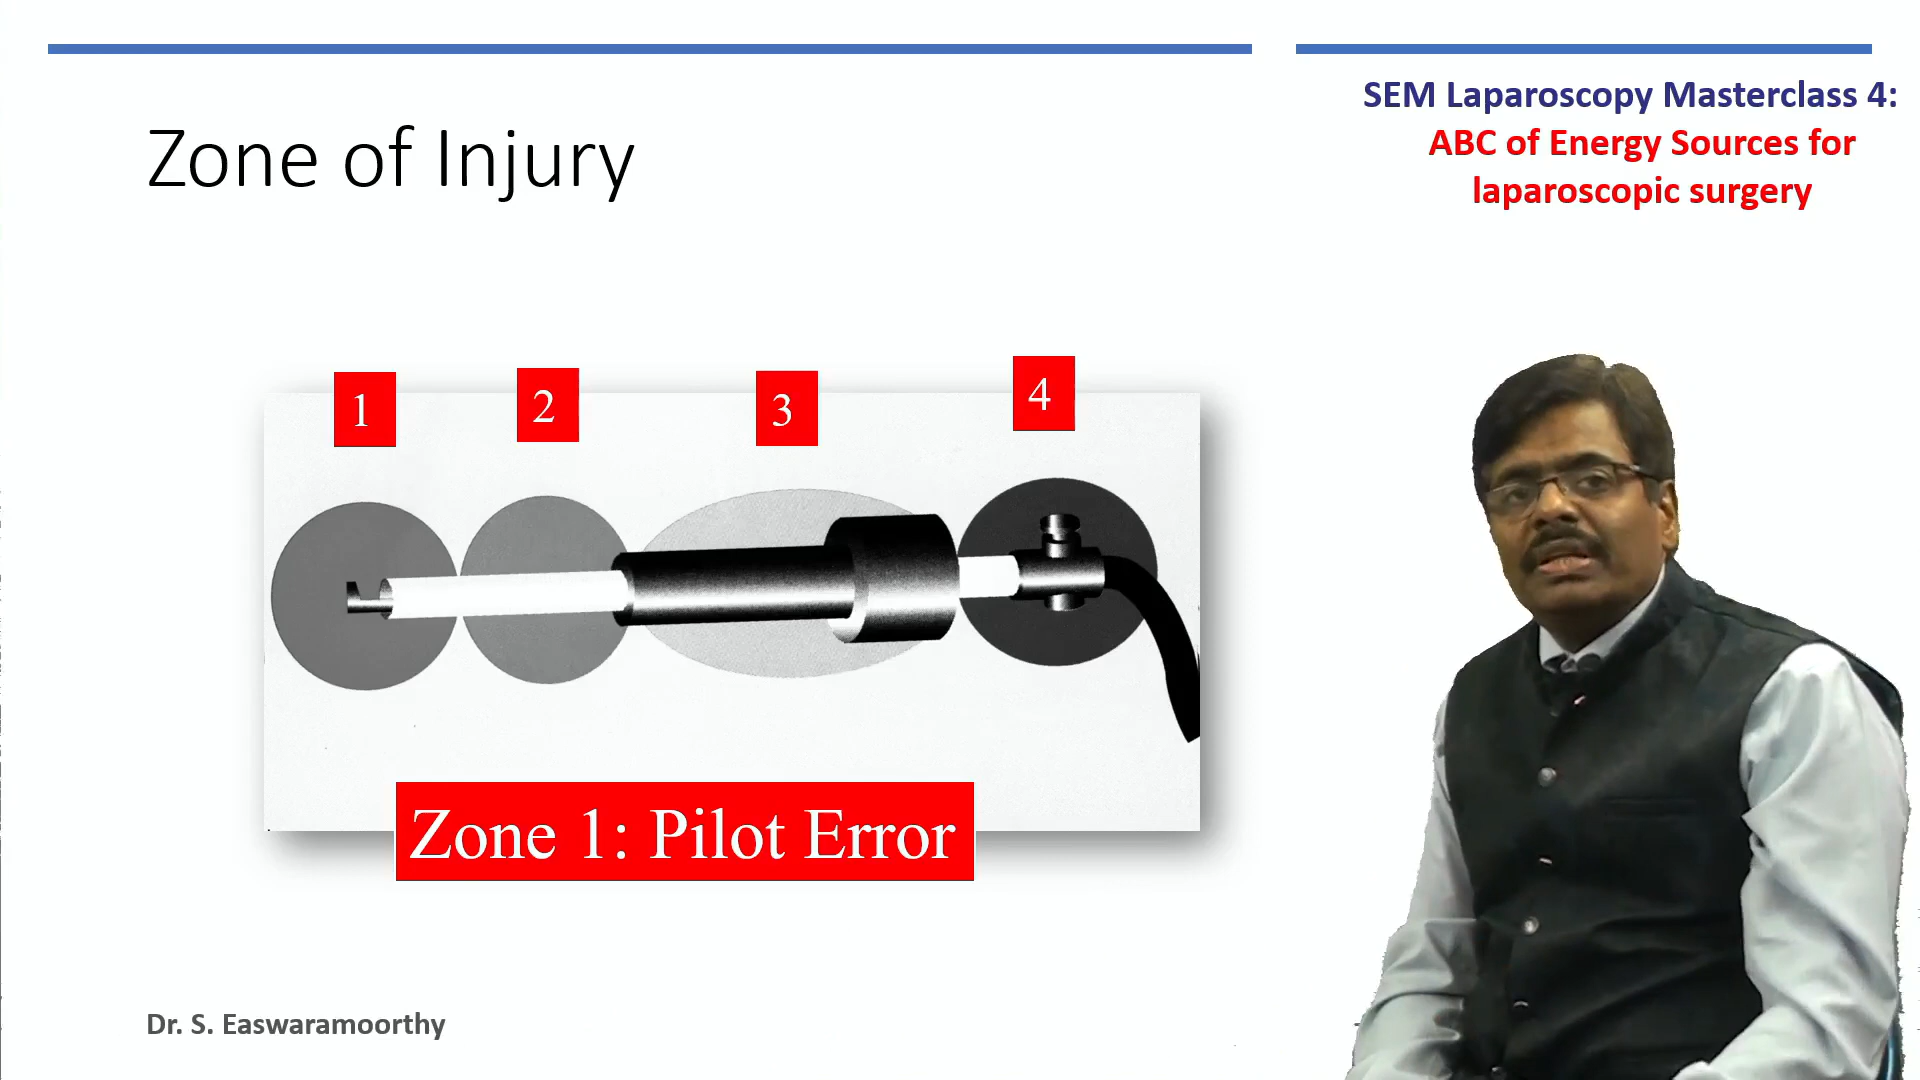 SEM Laparoscopy Masterclass 4:
ABC of Energy Sources for
laparoscopic surgery
Zone of Injury
1
2
3
4
Zone 1: Pilot Error
Dr. S. Easwaramoorthy